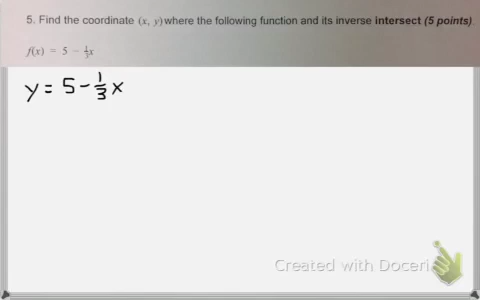 5. Find the coordinate (x, y) where the following function and its inverse intersect (5 points)
f(x) = 5 − ⅓x
y = 5 - ⅓ x
Created with Doceri